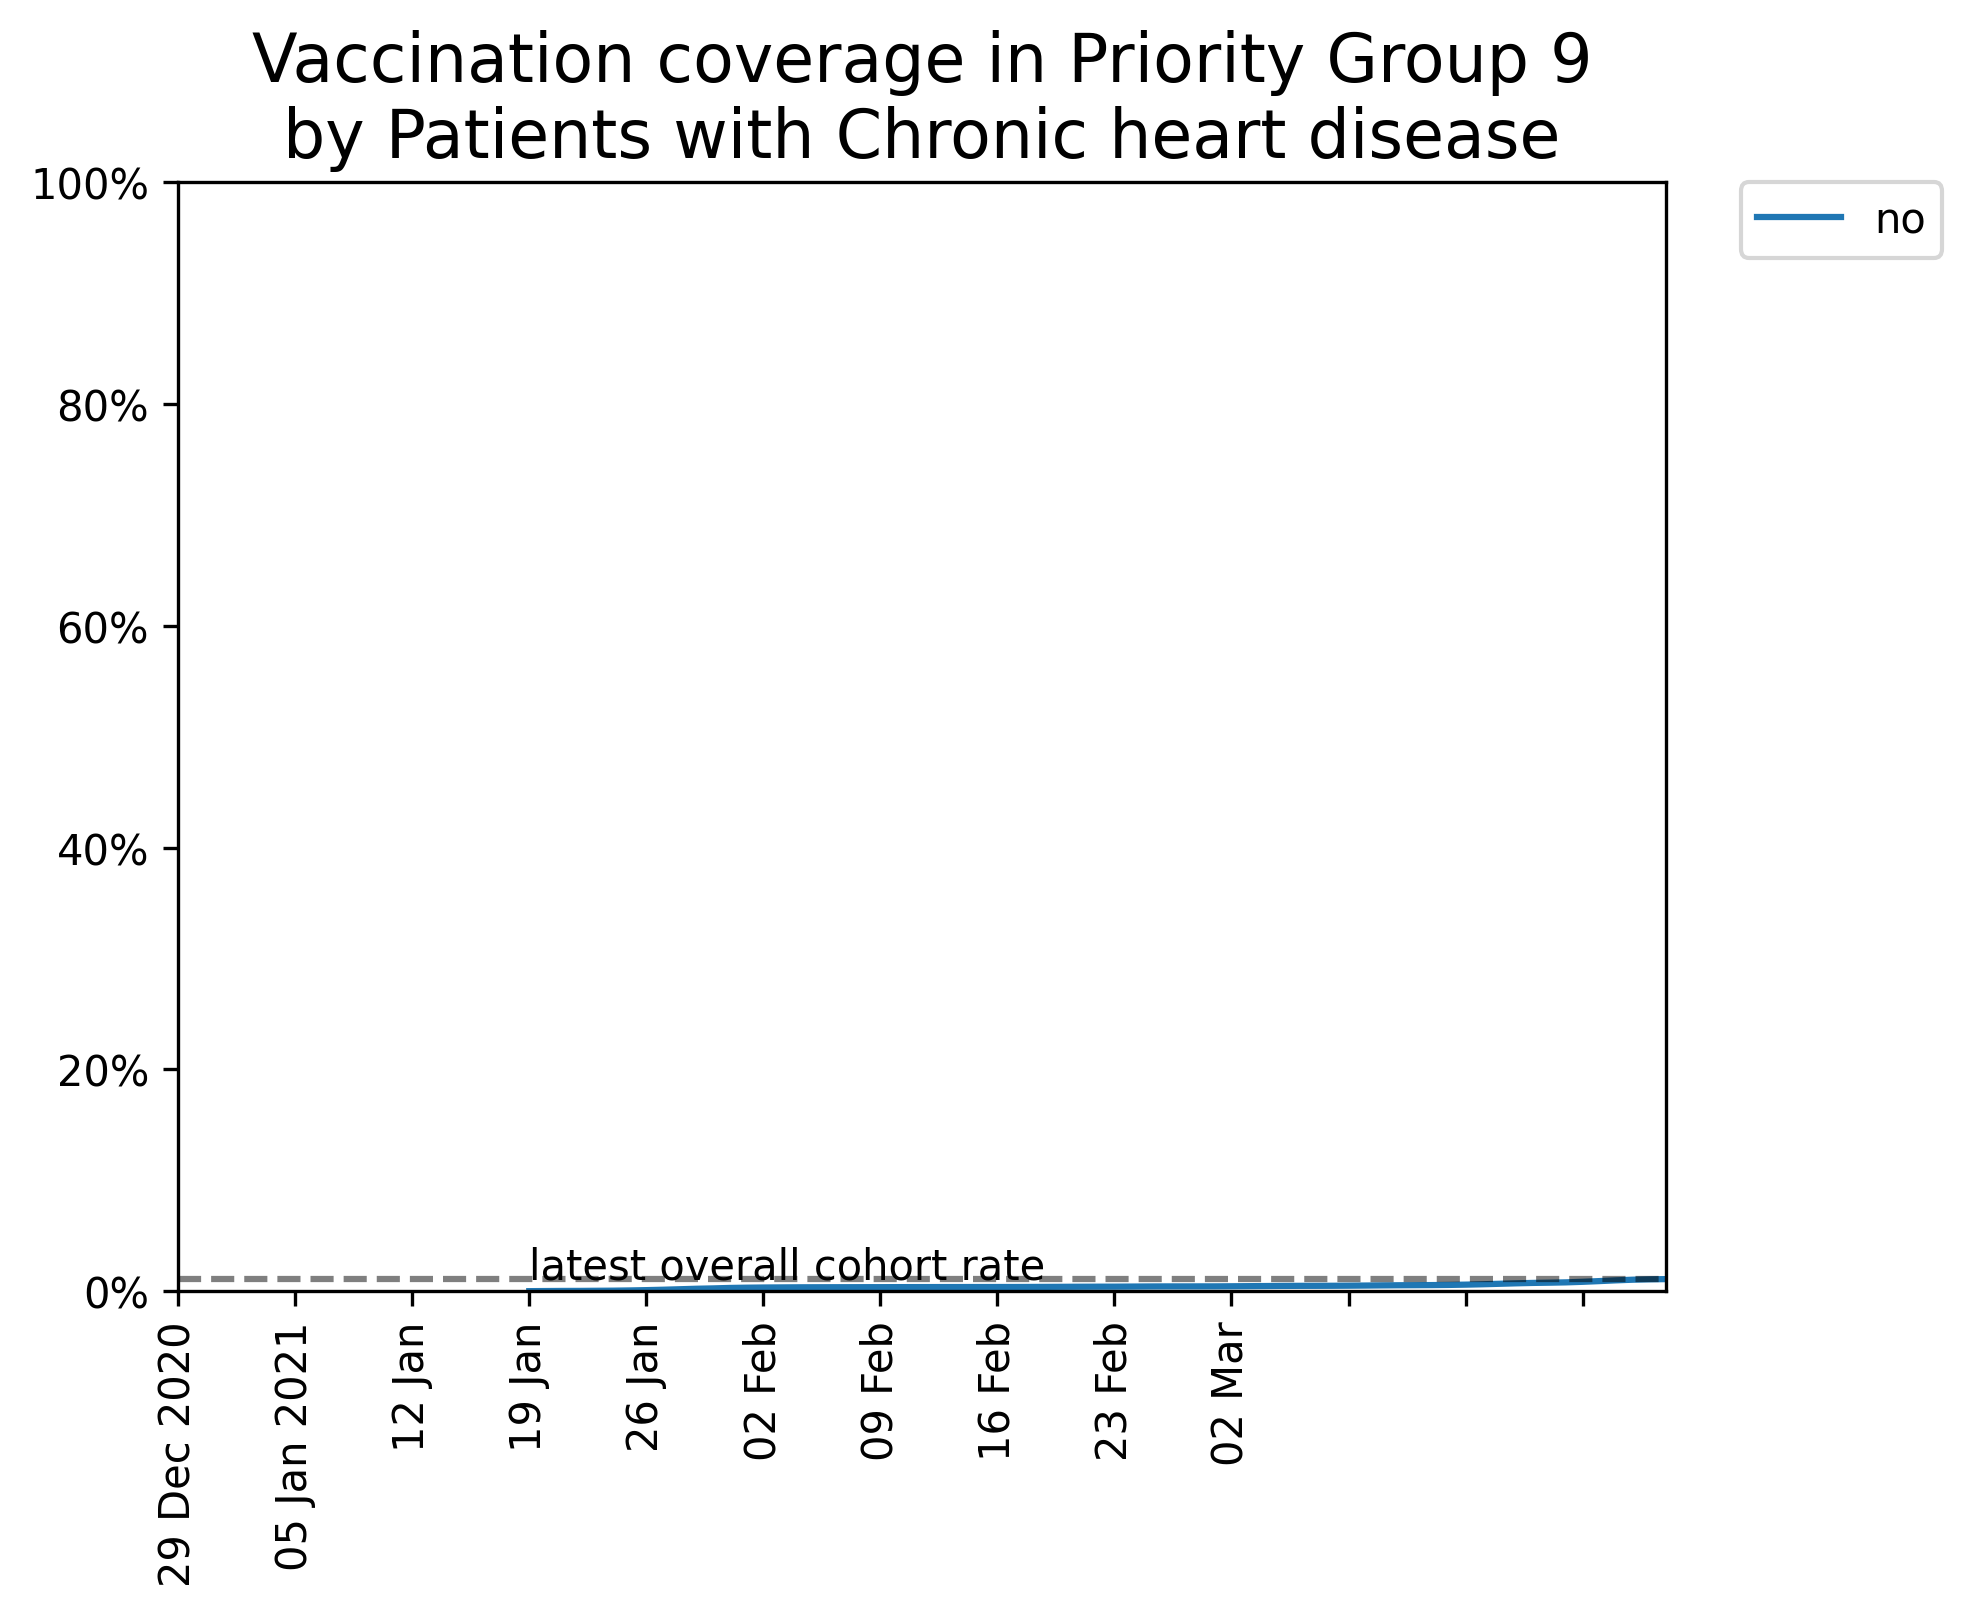 Vaccination coverage in Priority Group 9
by Patients with Chronic heart disease
100%
80%
60%
40%
20%
0%
no
latest overall cohort rate
29 Dec 2020
05 Jan 2021
12 Jan
19 Jan
26 Jan
02 Feb
09 Feb
16 Feb
23 Feb
02 Mar